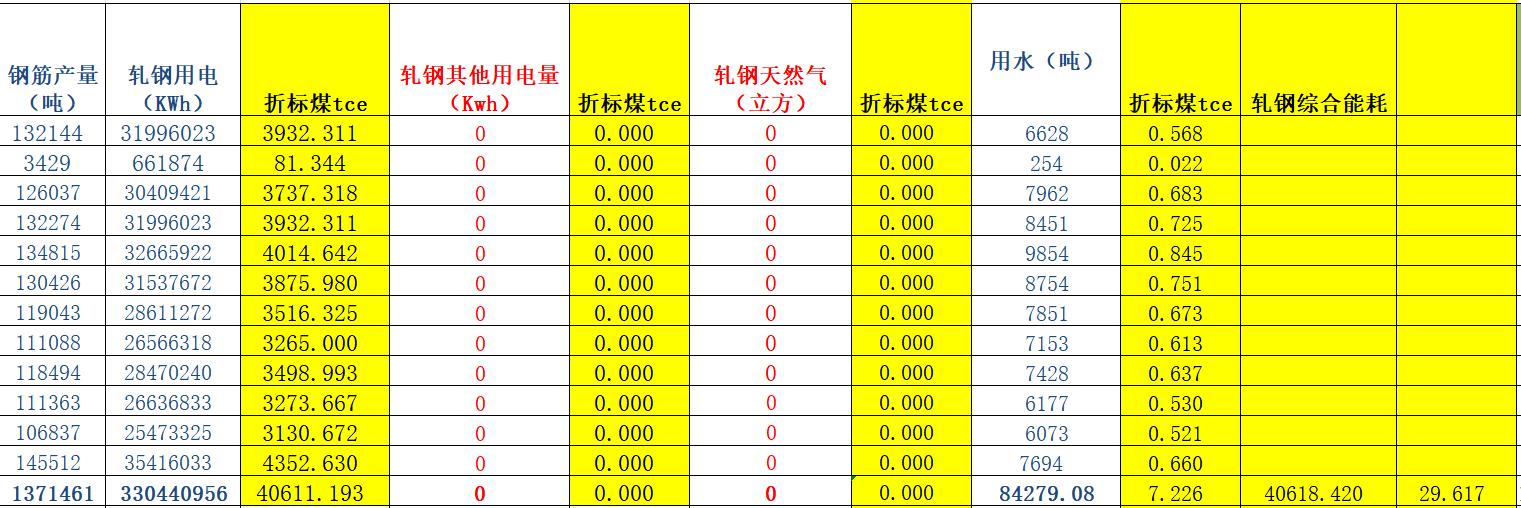 钢筋产量（吨） 轧钢用电（KWh） 折标煤tce 轧钢其他用电量（Kwh） 折标煤tce 轧钢天然气（立方） 折标煤tce 用水（吨） 折标煤tce 轧钢综合能耗
132144 31996023 3932.311 0 0.000 0 0.000 6628 0.568
3429 661874 81.344 0 0.000 0 0.000 254 0.022
126037 30409421 3737.318 0 0.000 0 0.000 7962 0.683
132274 31996023 3932.311 0 0.000 0 0.000 8451 0.725
134815 32665922 4014.642 0 0.000 0 0.000 9854 0.845
130426 31537672 3875.980 0 0.000 0 0.000 8754 0.751
119043 28611272 3516.325 0 0.000 0 0.000 7851 0.673
111088 26566318 3265.000 0 0.000 0 0.000 7153 0.613
118494 28470240 3498.993 0 0.000 0 0.000 7428 0.637
111363 26636833 3273.667 0 0.000 0 0.000 6177 0.530
106837 25473325 3130.672 0 0.000 0 0.000 6073 0.521
145512 35416033 4352.630 0 0.000 0 0.000 7694 0.660
1371461 330440956 40611.193 0 0.000 0 0.000 84279.08 7.226 40618.420 29.617